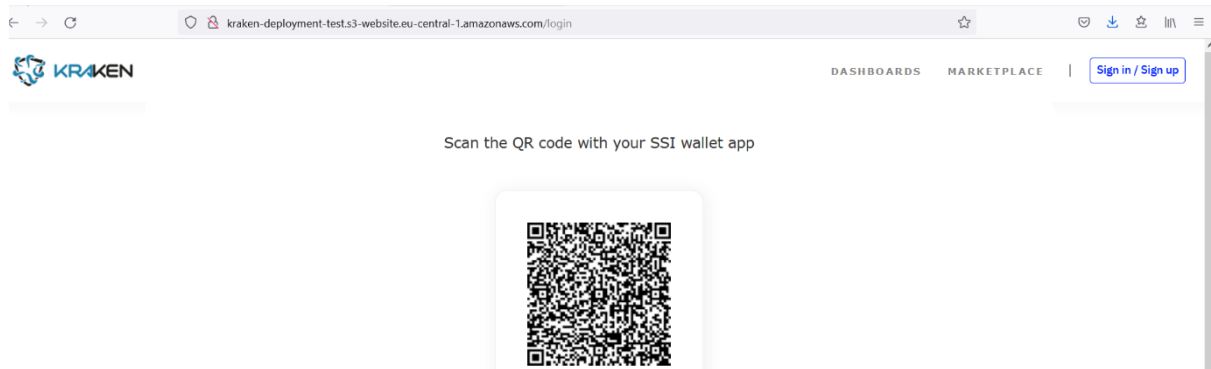 kraken-deployment-test.s3-website.eu-central-1.amazonaws.com/login
KRAKEN
DASHBOARDS MARKETPLACE | Sign in / Sign up
Scan the QR code with your SSI wallet app